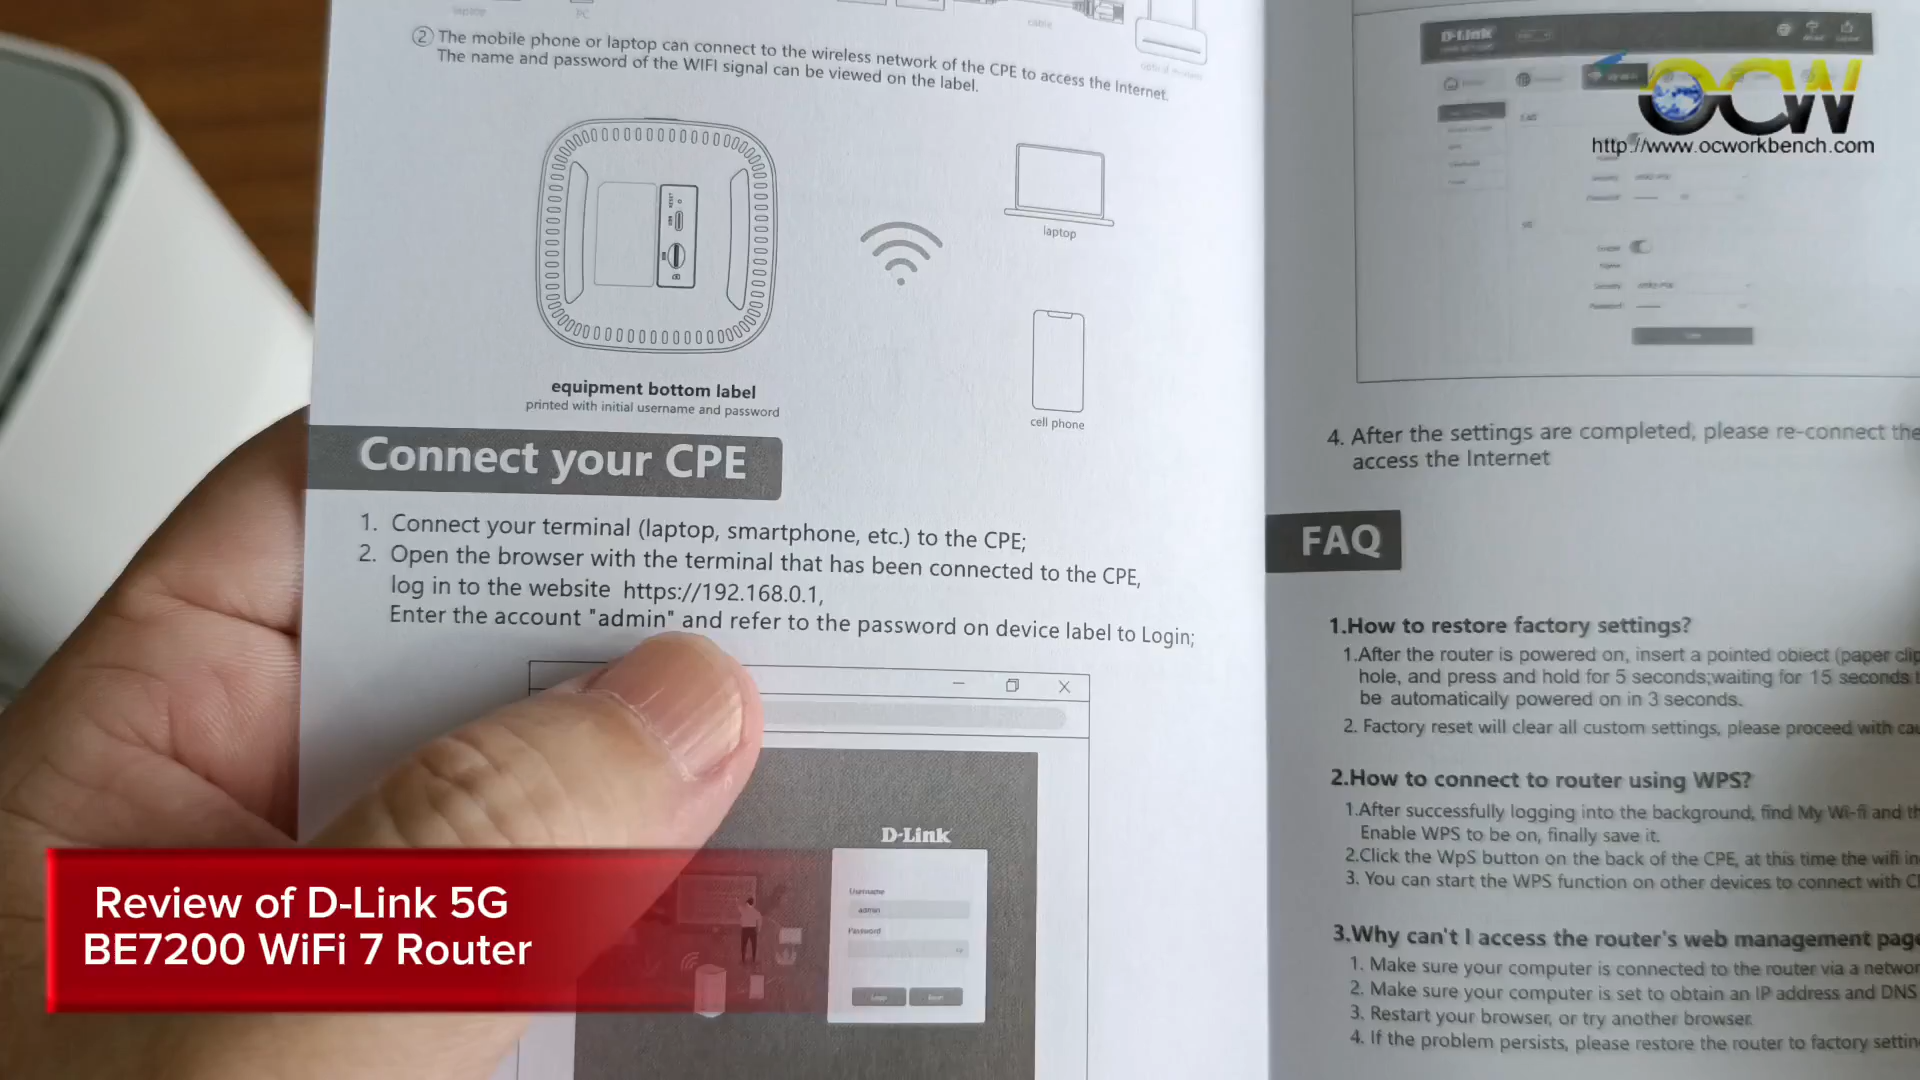 laptop
PC
cable
optical modem
② The mobile phone or laptop can connect to the wireless network of the CPE to access the Internet.
The name and password of the WIFI signal can be viewed on the label.
RESET
laptop
cell phone
equipment bottom label
printed with initial username and password
Connect your CPE
1. Connect your terminal (laptop, smartphone, etc.) to the CPE;
2. Open the browser with the terminal that has been connected to the CPE,
log in to the website https://192.168.0.1,
Enter the account "admin" and refer to the password on device label to Login;
D-Link
Username
admin
Password
D-Link
OCW
http://www.ocworkbench.com
4. After the settings are completed, please re-connect the
access the Internet
FAQ
1.How to restore factory settings?
1.After the router is powered on, insert a pointed obiect (paper clip
hole, and press and hold for 5 seconds;waiting for 15 seconds
be automatically powered on in 3 seconds.
2. Factory reset will clear all custom settings, please proceed with cau
2.How to connect to router using WPS?
1.After successfully logging into the background, find My Wi-fi and th
Enable WPS to be on, finally save it.
2.Click the WpS button on the back of the CPE, at this time the wifi in
3. You can start the WPS function on other devices to connect with C
3.Why can't I access the router's web management page
1. Make sure your computer is connected to the router via a networ
2. Make sure your computer is set to obtain an IP address and DNS
3. Restart your browser, or try another browser.
4. If the problem persists, please restore the router to factory settin
Review of D-Link 5G
BE7200 WiFi 7 Router